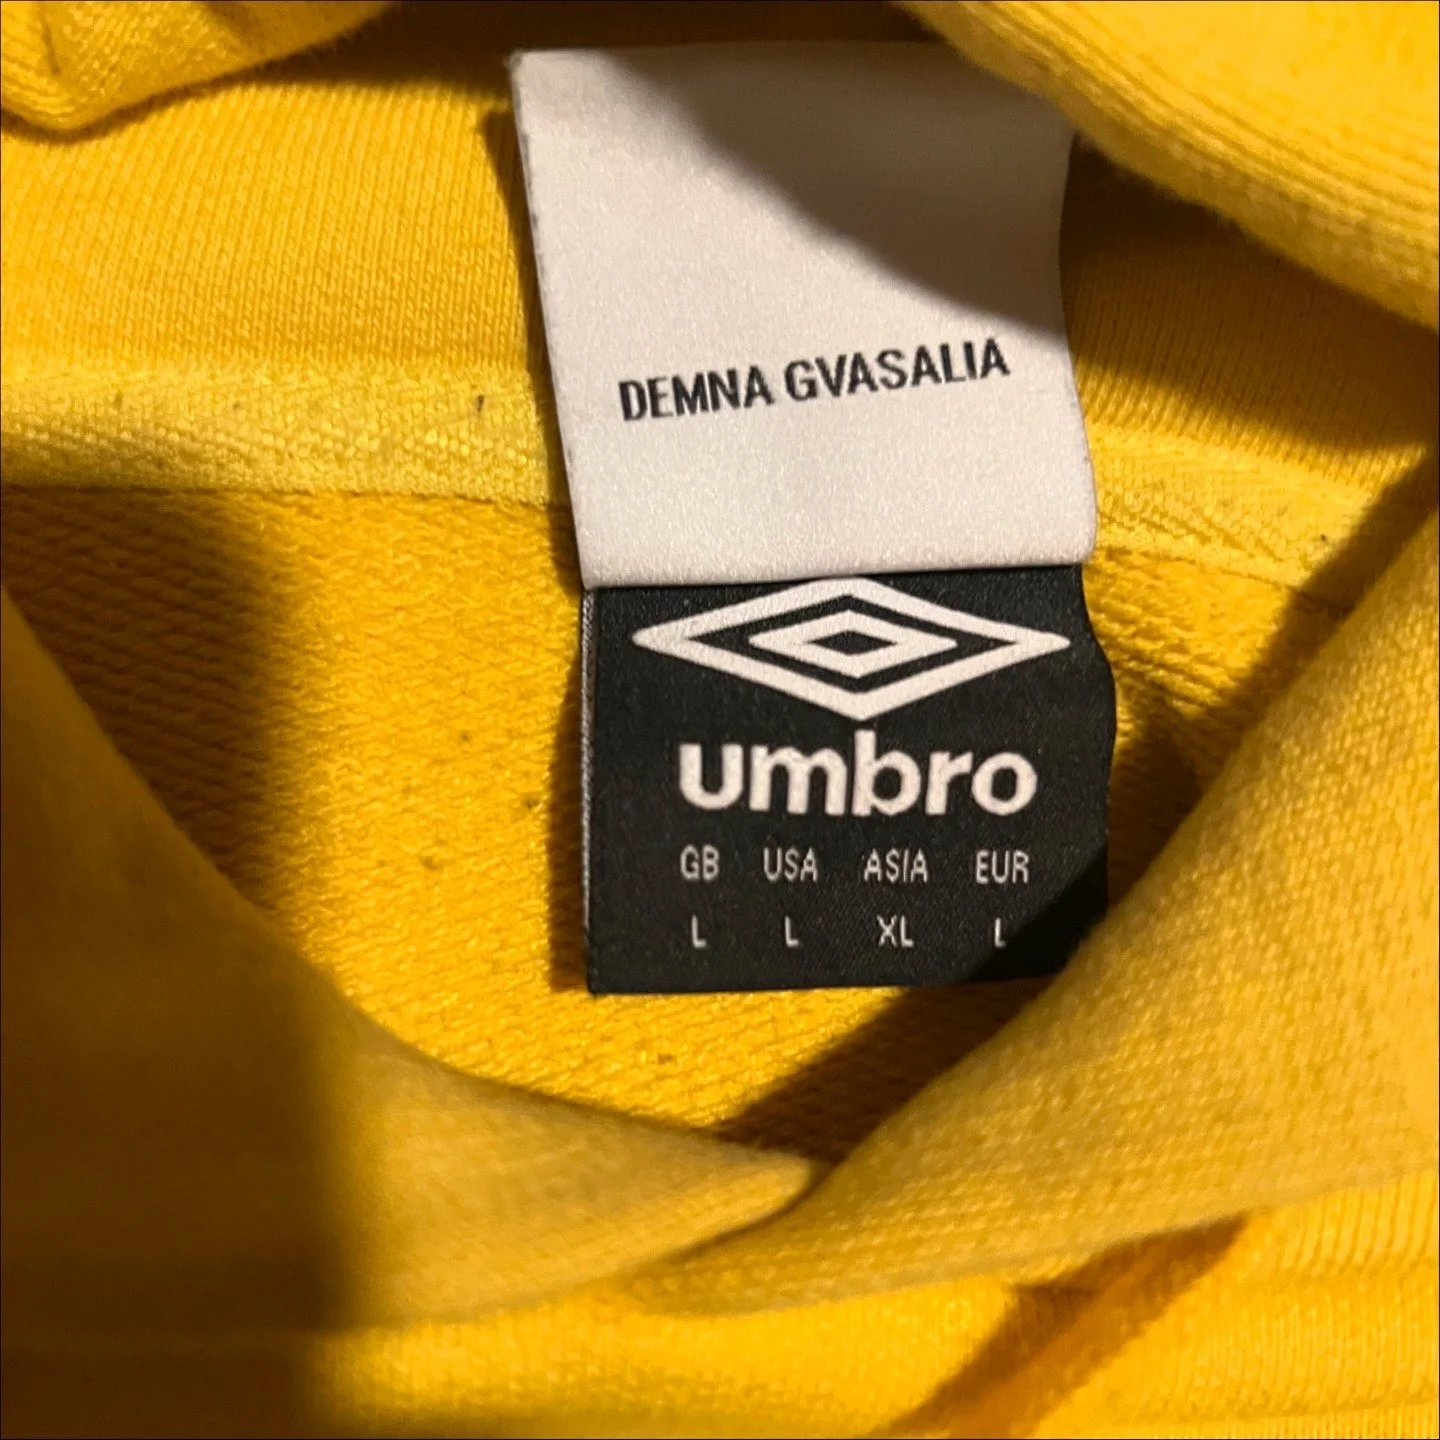 DEMNA GVASALIA
umbro
GB USA ASIA EUR
L L XL L